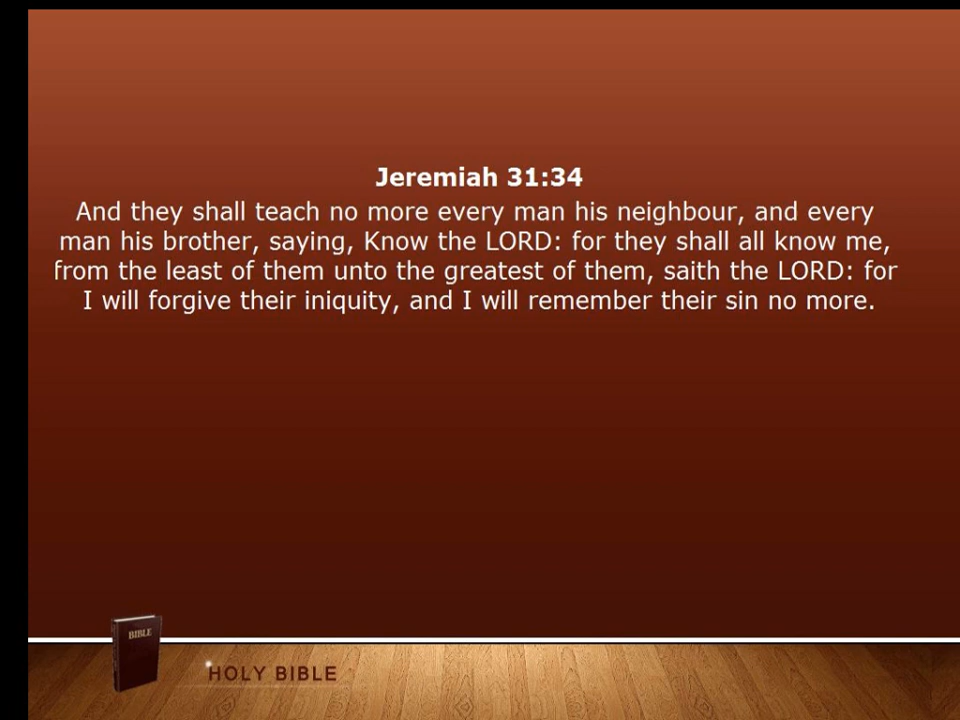 Jeremiah 31:34
And they shall teach no more every man his neighbour, and every
man his brother, saying, Know the LORD: for they shall all know me,
from the least of them unto the greatest of them, saith the LORD: for
I will forgive their iniquity, and I will remember their sin no more.
BIBLE
HOLY BIBLE